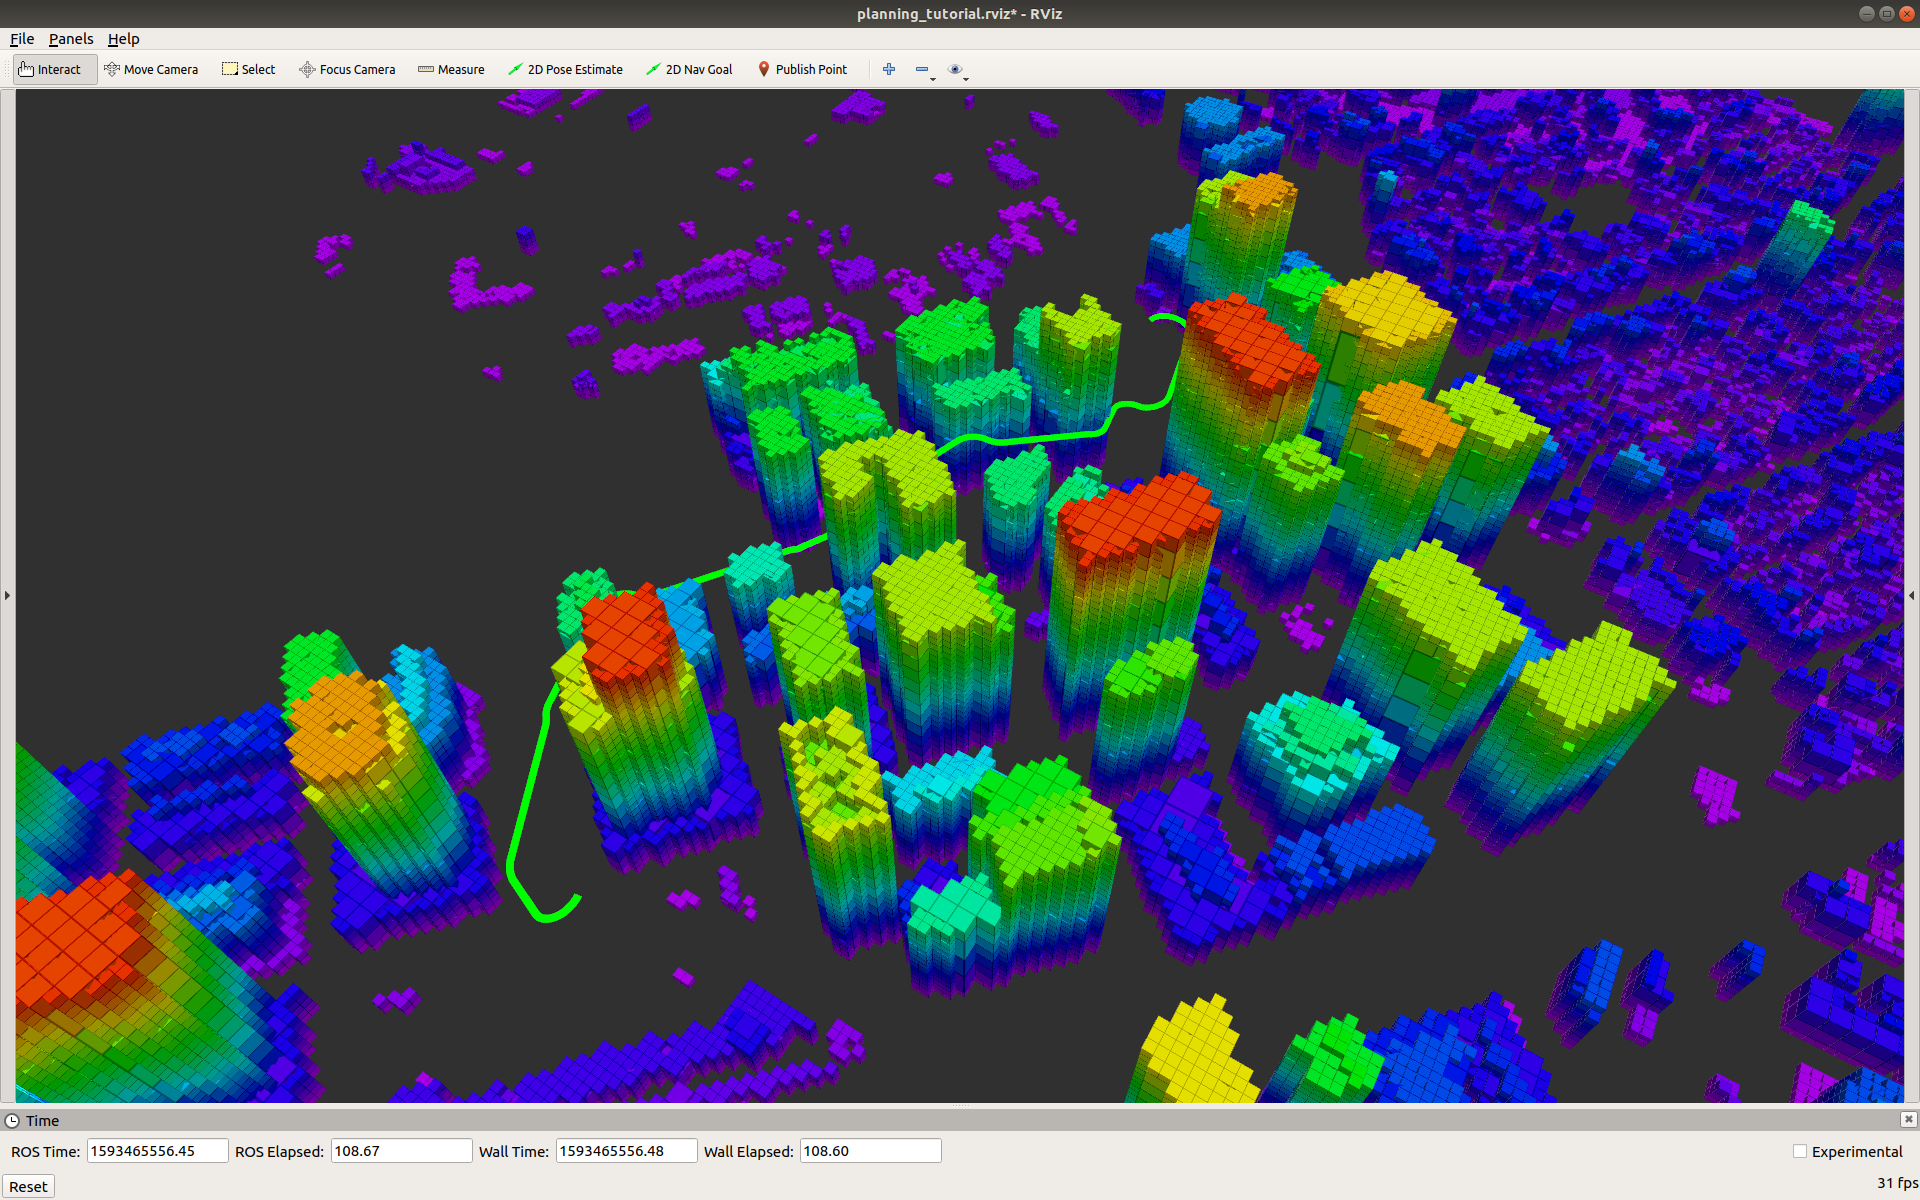 planning_tutorial.rviz* - RViz
File Panels Help
Interact Move Camera Select Focus Camera Measure 2D Pose Estimate 2D Nav Goal Publish Point
Time
ROS Time: 1593465556.45 ROS Elapsed: 108.67 Wall Time: 1593465556.48 Wall Elapsed: 108.60 Experimental
Reset 31 fps